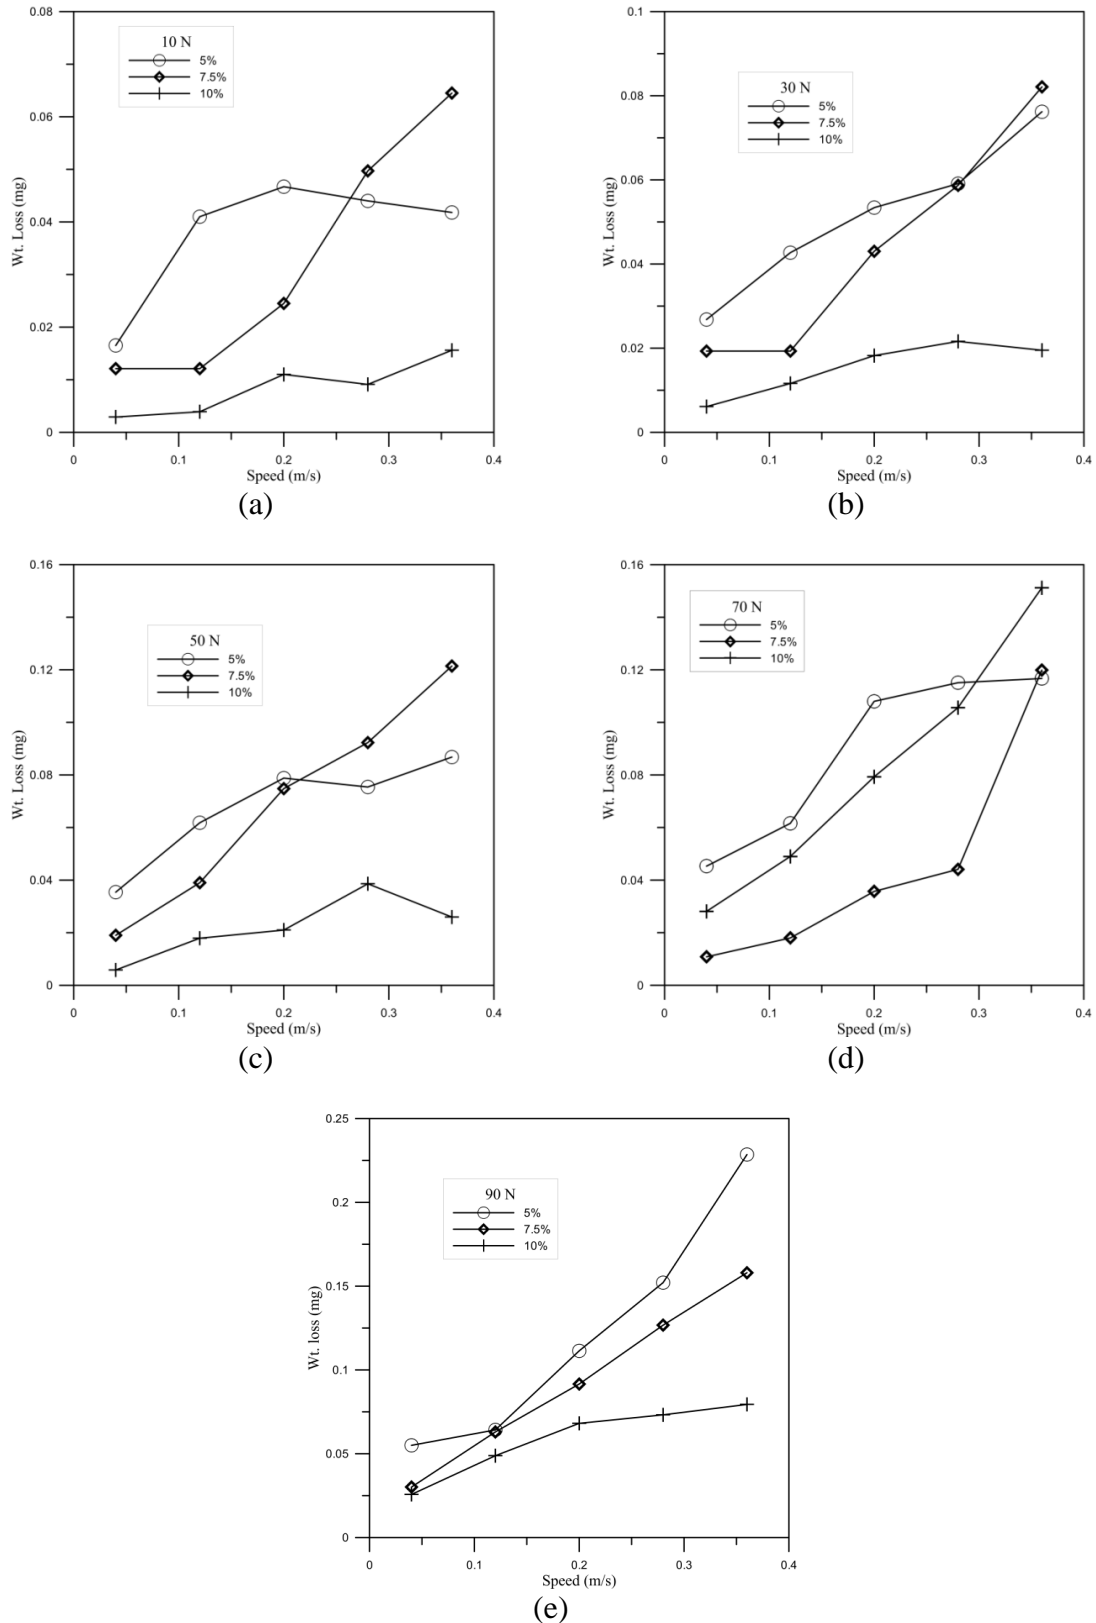 0.08
10 N
5%
7.5%
10%
0.06
Wt. Loss (mg)
0.04
0.02
0
0 0.1 0.2 0.3 0.4
Speed (m/s)
(a)
0.1
30 N
5%
7.5%
10%
0.08
0.06
Wt. Loss (mg)
0.04
0.02
0
0 0.1 0.2 0.3 0.4
Speed (m/s)
(b)
0.16
50 N
5%
7.5%
10%
0.12
Wt. Loss (mg)
0.08
0.04
0
0 0.1 0.2 0.3 0.4
Speed (m/s)
(c)
0.16
70 N
5%
7.5%
10%
0.12
Wt. Loss (mg)
0.08
0.04
0
0 0.1 0.2 0.3 0.4
Speed (m/s)
(d)
0.25
90 N
5%
7.5%
10%
0.2
0.15
Wt. loss (mg)
0.1
0.05
0
0 0.1 0.2 0.3 0.4
Speed (m/s)
(e)